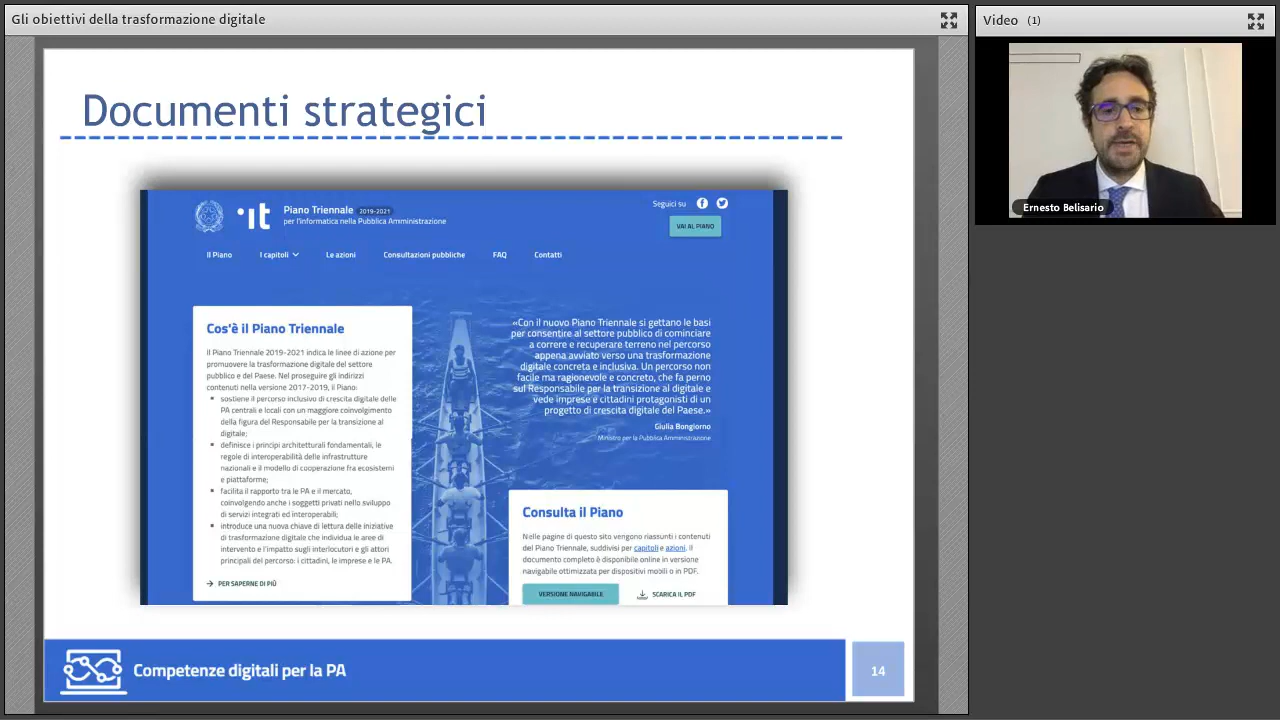 Gli obiettivi della trasformazione digitale
Video (1)
Ernesto Belisario
Documenti strategici
·it
Piano Triennale 2019-2021
per l'Informatica nella Pubblica Amministrazione
Seguici su
VAI AL PIANO
Il Piano I capitoli Le azioni Consultazioni pubbliche FAQ Contatti
Cos'è il Piano Triennale
Il Piano Triennale 2019-2021 indica le linee di azione per
promuovere la trasformazione digitale del settore
pubblico e del Paese. Nel proseguire gli indirizzi
contenuti nella versione 2017-2019, il Piano:
▪ sostiene il percorso inclusivo di crescita digitale delle
PA centrali e locali con un maggiore coinvolgimento
della figura del Responsabile per la transizione al
digitale;
▪ definisce i principi architetturali fondamentali, le
regole di interoperabilità delle infrastrutture
nazionali e il modello di cooperazione fra ecosistemi
e piattaforme;
▪ facilita il rapporto tra le PA e il mercato,
coinvolgendo anche i soggetti privati nello sviluppo
di servizi integrati ed interoperabili;
▪ introduce una nuova chiave di lettura delle iniziative
di trasformazione digitale che individua le aree di
intervento e l'impatto sugli interlocutori e gli attori
principali del percorso: i cittadini, le imprese e le PA.
→ PER SAPERNE DI PIÙ
«Con il nuovo Piano Triennale si gettano le basi
per consentire al settore pubblico di cominciare
a correre e recuperare terreno nel percorso
appena avviato verso una trasformazione
digitale concreta e inclusiva. Un percorso non
facile ma ragionevole e concreto, che fa perno
sul Responsabile per la transizione al digitale e
vede imprese e cittadini protagonisti di un
progetto di crescita digitale del Paese.»
Giulia Bongiorno
Ministro per la Pubblica Amministrazione
Consulta il Piano
Nelle pagine di questo sito vengono riassunti i contenuti
del Piano Triennale, suddivisi per capitoli e azioni. Il
documento completo è disponibile online in versione
navigabile ottimizzata per dispositivi mobili o in PDF.
VERSIONE NAVIGABILE SCARICA IL PDF
Competenze digitali per la PA
14